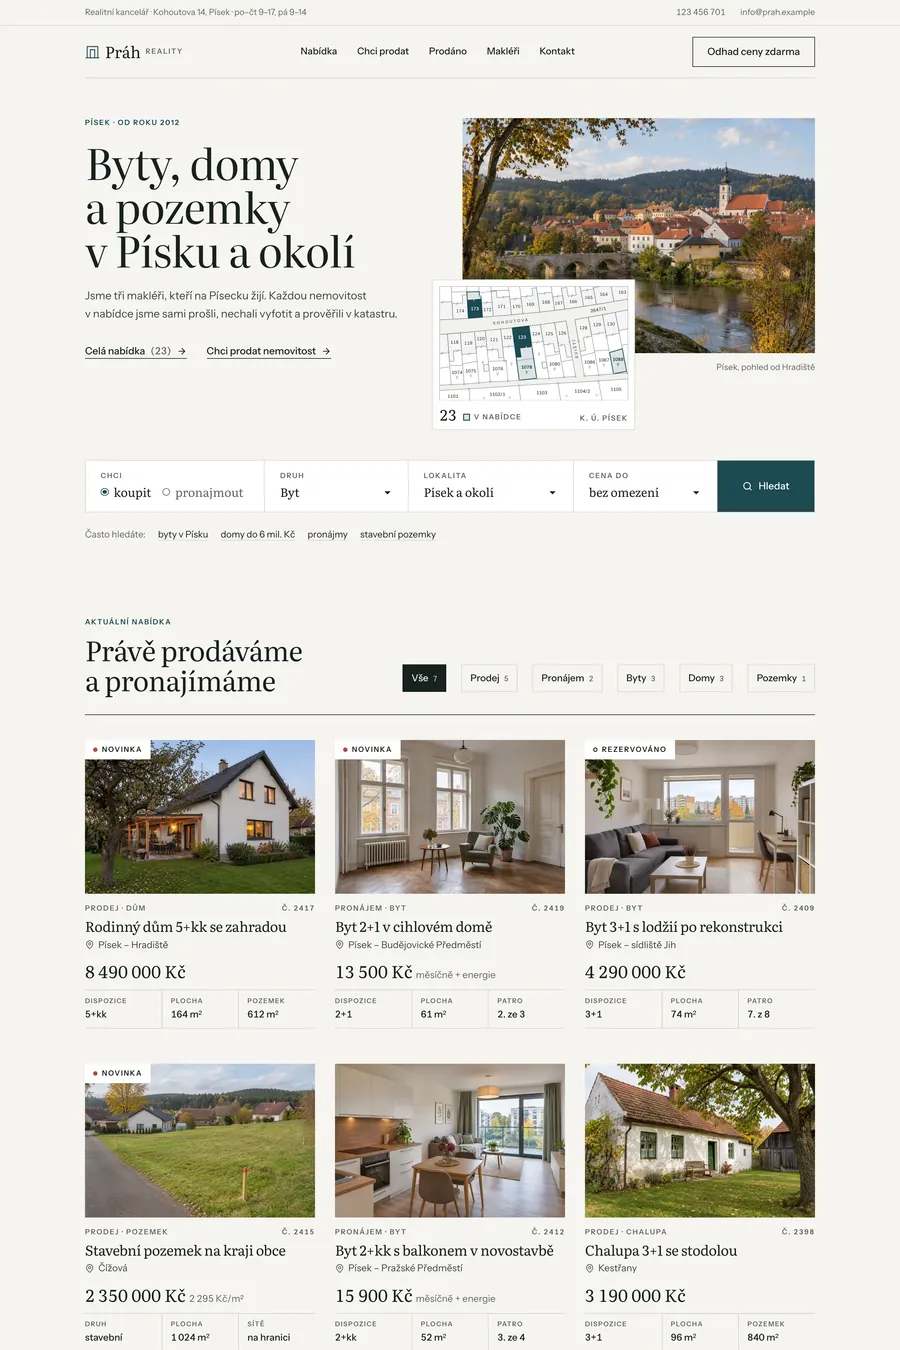 Realitní kancelář · Kohoutova 14, Písek · po–čt 9–17, pá 9–14
123 456 701 info@prah.example
Práh REALITY
Nabídka Chci prodat Prodáno Makléři Kontakt
Odhad ceny zdarma
PÍSEK · OD ROKU 2012
Byty, domy
a pozemky
v Písku a okolí
Jsme tři makléři, kteří na Písecku žijí. Každou nemovitost
v nabídce jsme sami prošli, nechali vyfotit a prověřili v katastru.
Celá nabídka (23) → Chci prodat nemovitost →
KOHOUTOVA
23 V NABÍDCE K. Ú. PÍSEK
Písek, pohled od Hradiště
CHCI
koupit pronajmout
DRUH
Byt
LOKALITA
Písek a okolí
CENA DO
bez omezení
Hledat
Často hledáte: byty v Písku domy do 6 mil. Kč pronájmy stavební pozemky
AKTUÁLNÍ NABÍDKA
Právě prodáváme
a pronajímáme
Vše 7 Prodej 5 Pronájem 2 Byty 3 Domy 3 Pozemky 1
NOVINKA
PRODEJ · DŮM Č. 2417
Rodinný dům 5+kk se zahradou
Písek – Hradiště
8 490 000 Kč
DISPOZICE PLOCHA POZEMEK
5+kk 164 m² 612 m²
NOVINKA
PRONÁJEM · BYT Č. 2419
Byt 2+1 v cihlovém domě
Písek – Budějovické Předměstí
13 500 Kč měsíčně + energie
DISPOZICE PLOCHA PATRO
2+1 61 m² 2. ze 3
REZERVOVÁNO
PRODEJ · BYT Č. 2409
Byt 3+1 s lodžií po rekonstrukci
Písek – sídliště Jih
4 290 000 Kč
DISPOZICE PLOCHA PATRO
3+1 74 m² 7. z 8
NOVINKA
PRODEJ · POZEMEK Č. 2415
Stavební pozemek na kraji obce
Čížová
2 350 000 Kč 2 295 Kč/m²
DRUH PLOCHA SÍTĚ
stavební 1 024 m² na hranici
PRONÁJEM · BYT Č. 2412
Byt 2+kk s balkonem v novostavbě
Písek – Pražské Předměstí
15 900 Kč měsíčně + energie
DISPOZICE PLOCHA PATRO
2+kk 52 m² 3. ze 4
PRODEJ · CHALUPA Č. 2398
Chalupa 3+1 se stodolou
Kestřany
3 190 000 Kč
DISPOZICE PLOCHA POZEMEK
3+1 96 m² 840 m²